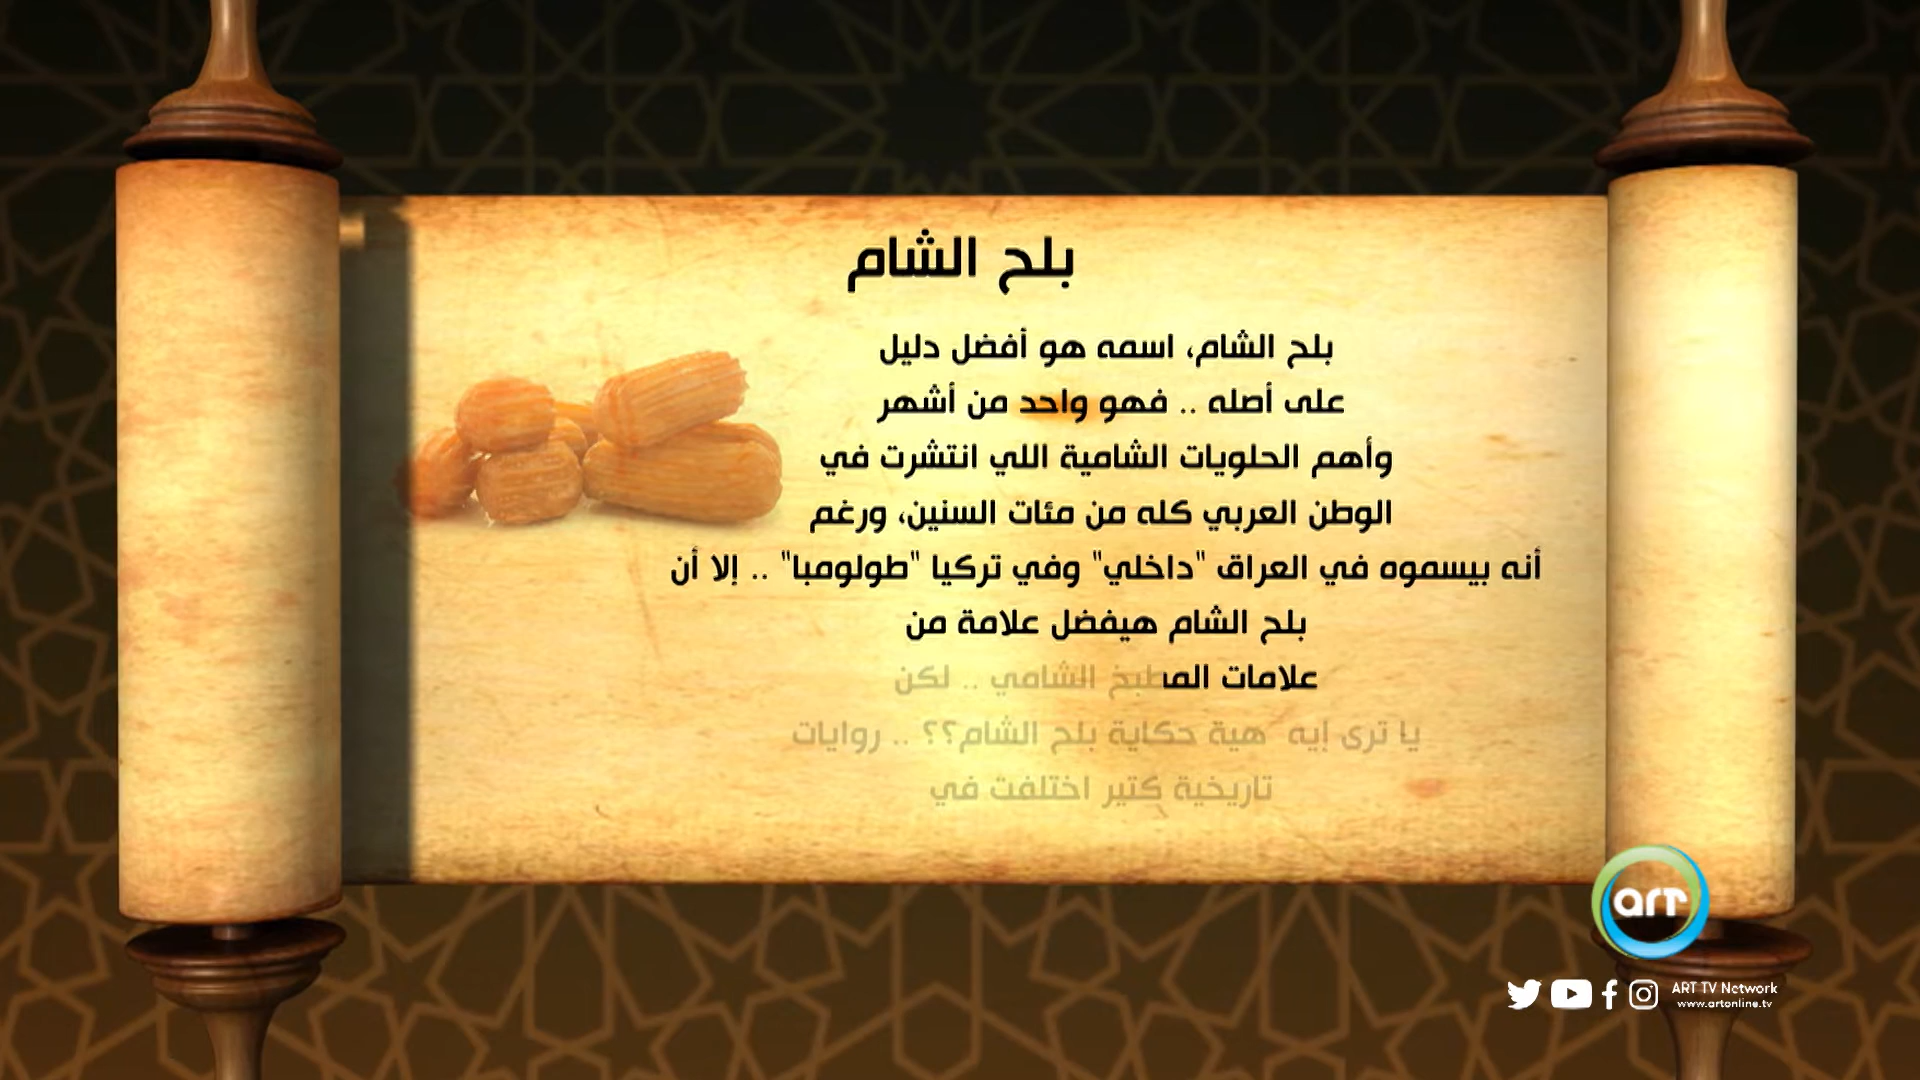 بلح الشام
بلح الشام، اسمه هو أفضل دليل
على أصله .. فهو واحد من أشهر
وأهم الحلويات الشامية اللي انتشرت في
الوطن العربي كله من مئات السنين، ورغم
أنه بيسموه في العراق "داخلي" وفي تركيا "طولومبا" .. إلا أن
بلح الشام هيفضل علامة من
علامات المطبخ الشامي .. لكن
يا ترى إيه هية حكاية بلح الشام؟؟ .. روايات
تاريخية كتير اختلفت في
art
ART TV Network
www.artonline.tv